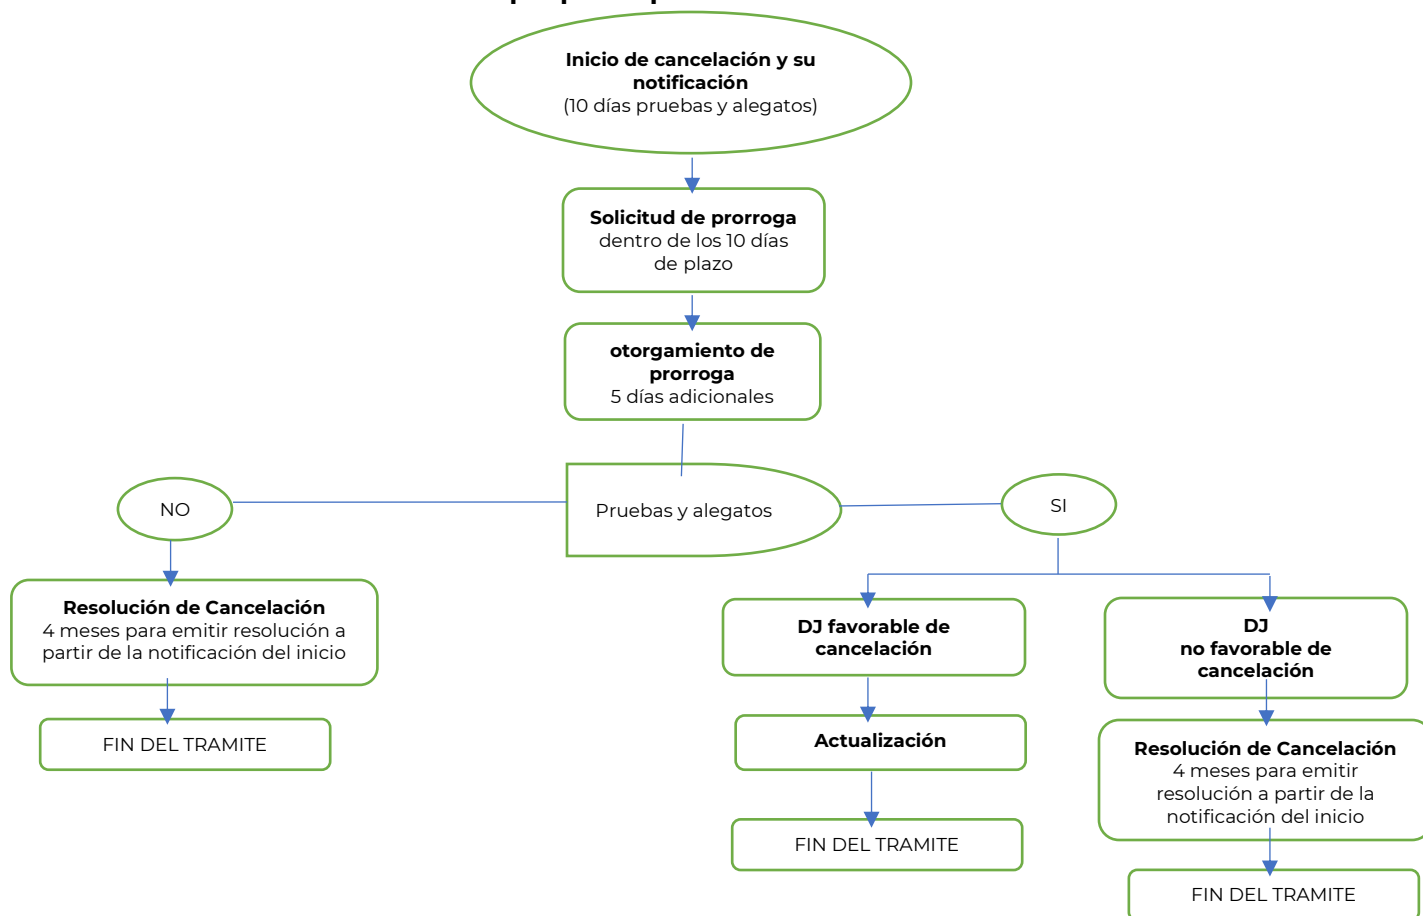 Inicio de cancelación y su
notificación
(10 días pruebas y alegatos)
Solicitud de prorroga
dentro de los 10 días
de plazo
otorgamiento de
prorroga
5 días adicionales
NO
Pruebas y alegatos
SI
Resolución de Cancelación
4 meses para emitir resolución a
partir de la notificación del inicio
FIN DEL TRAMITE
DJ favorable de
cancelación
Actualización
FIN DEL TRAMITE
DJ
no favorable de
cancelación
Resolución de Cancelación
4 meses para emitir
resolución a partir de la
notificación del inicio
FIN DEL TRAMITE